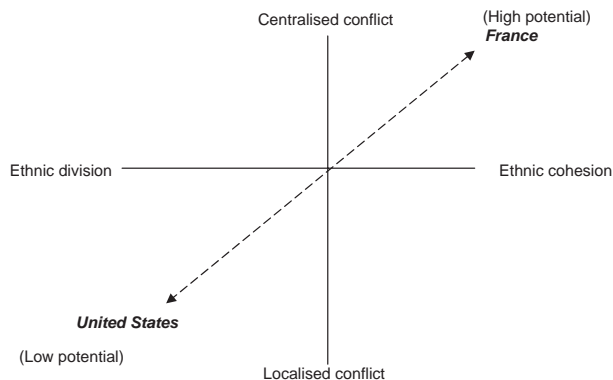 Centralised conflict
(High potential)
France
Ethnic division
Ethnic cohesion
United States
(Low potential)
Localised conflict